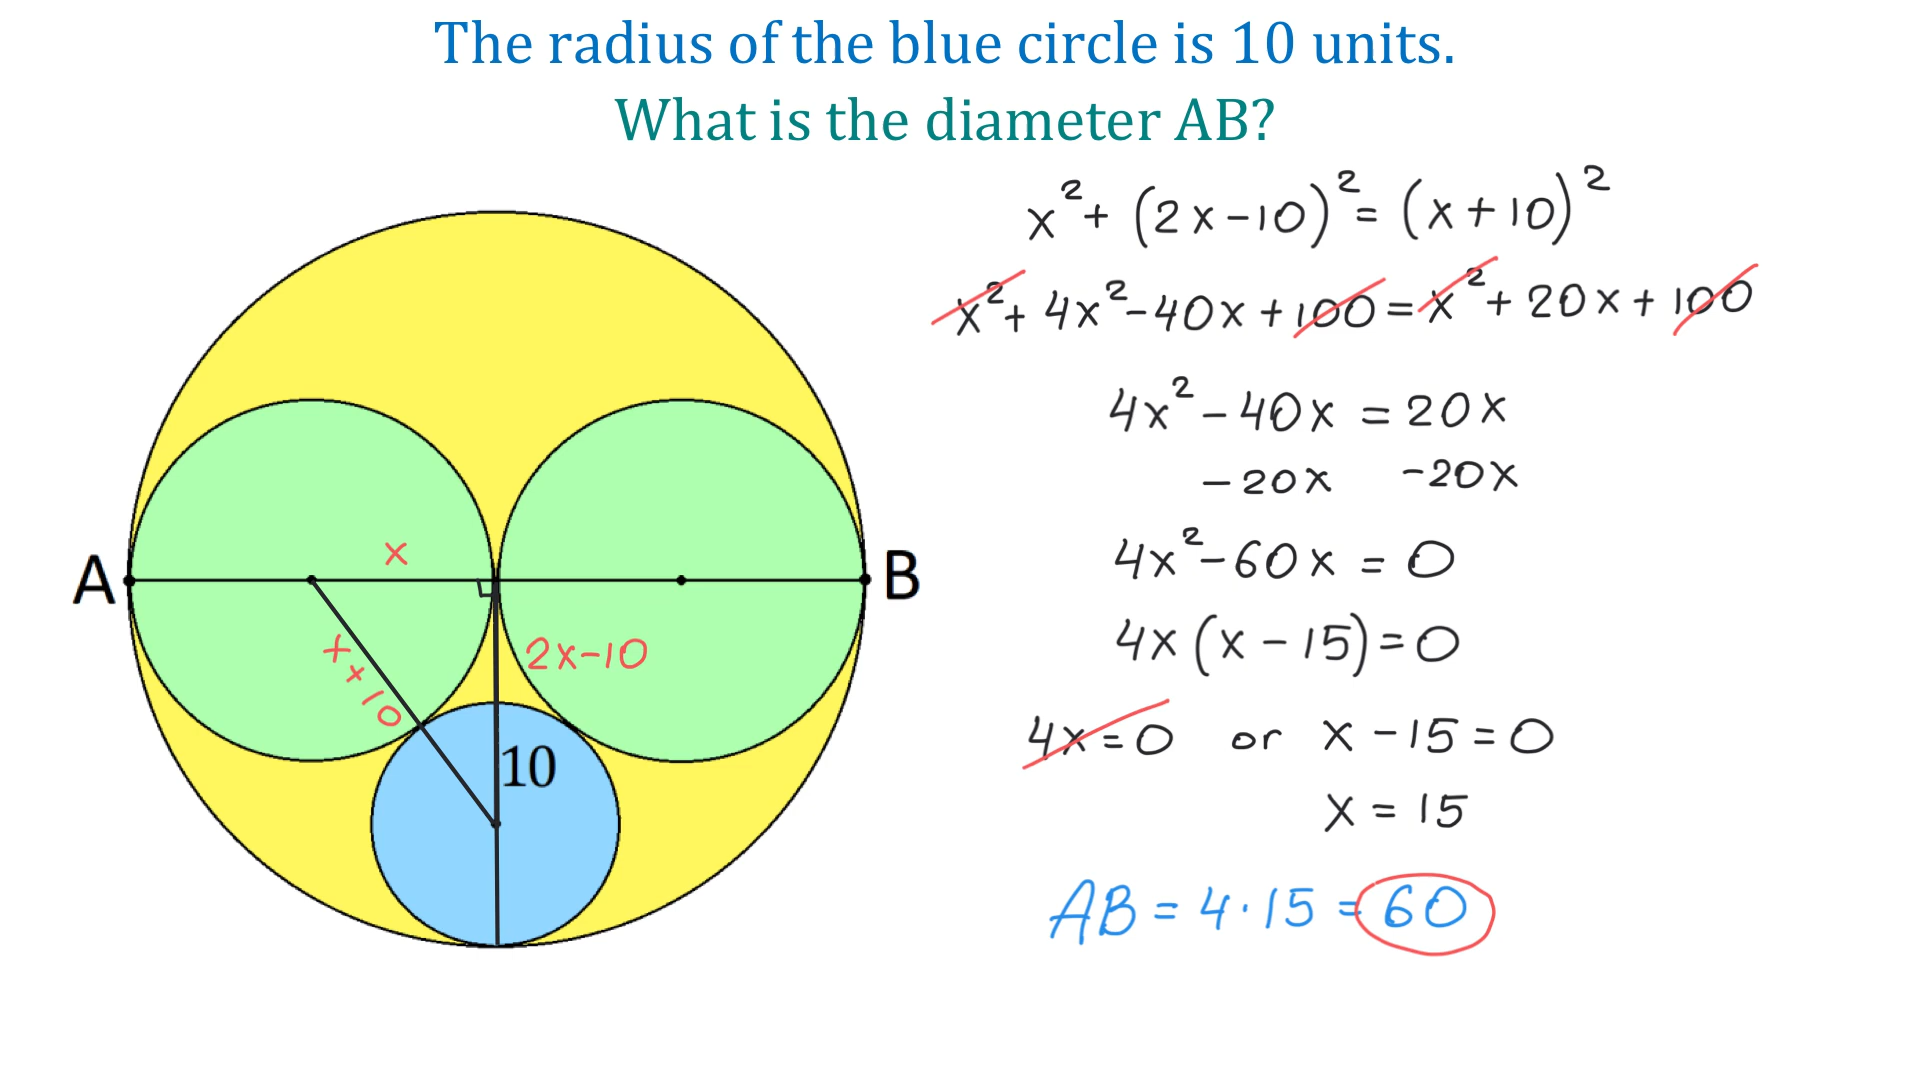 The radius of the blue circle is 10 units.
What is the diameter AB?
x² + (2x-10)² = (x+10)²
x² + 4x² - 40x + 100 = x² + 20x + 100
4x² - 40x = 20x
-20x -20x
4x² - 60x = 0
4x(x - 15) = 0
4x = 0 or x - 15 = 0
x = 15
AB = 4 · 15 = 60
A
B
x
x+10
2x-10
10